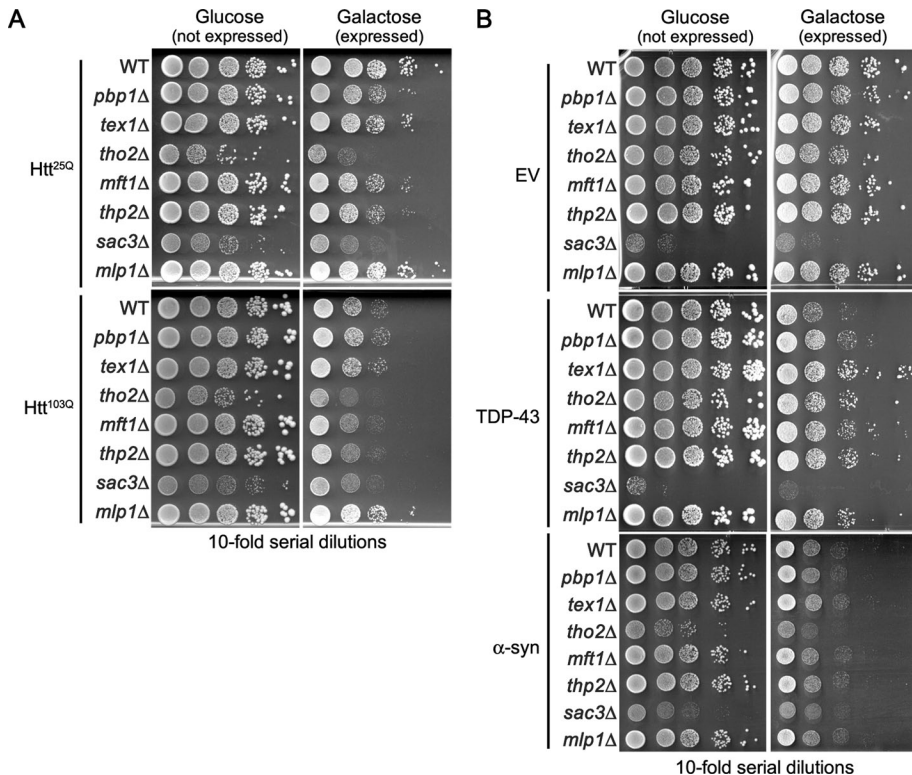 A
Glucose
(not expressed)
Galactose
(expressed)
Htt25Q
WT
pbp1Δ
tex1Δ
tho2Δ
mft1Δ
thp2Δ
sac3Δ
mlp1Δ
Htt103Q
WT
pbp1Δ
tex1Δ
tho2Δ
mft1Δ
thp2Δ
sac3Δ
mlp1Δ
10-fold serial dilutions
B
Glucose
(not expressed)
Galactose
(expressed)
EV
WT
pbp1Δ
tex1Δ
tho2Δ
mft1Δ
thp2Δ
sac3Δ
mlp1Δ
TDP-43
WT
pbp1Δ
tex1Δ
tho2Δ
mft1Δ
thp2Δ
sac3Δ
mlp1Δ
α-syn
WT
pbp1Δ
tex1Δ
tho2Δ
mft1Δ
thp2Δ
sac3Δ
mlp1Δ
10-fold serial dilutions